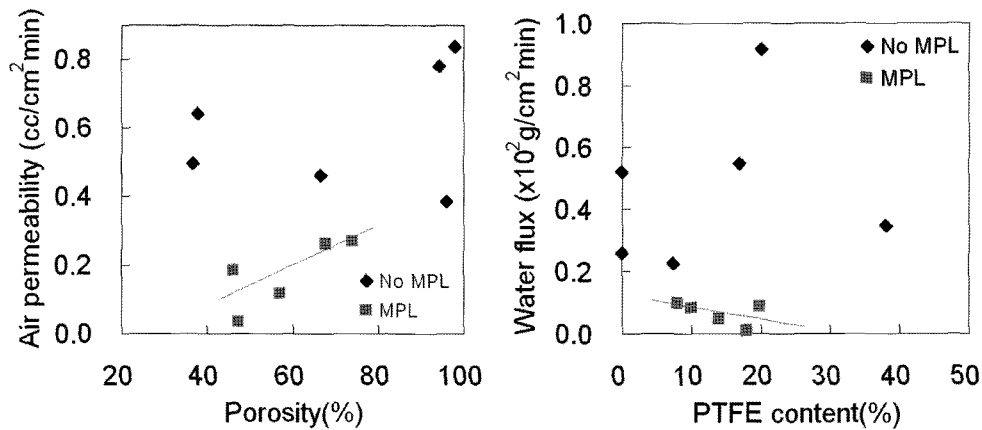 Air permeability (cc/cm²min)
0.8
0.6
0.4
0.2
0.0
◆ No MPL
■ MPL
20 40 60 80 100
Porosity(%)
Water flux (x10²g/cm²min)
1.0
0.8
0.6
0.4
0.2
0.0
◆ No MPL
■ MPL
0 10 20 30 40 50
PTFE content(%)